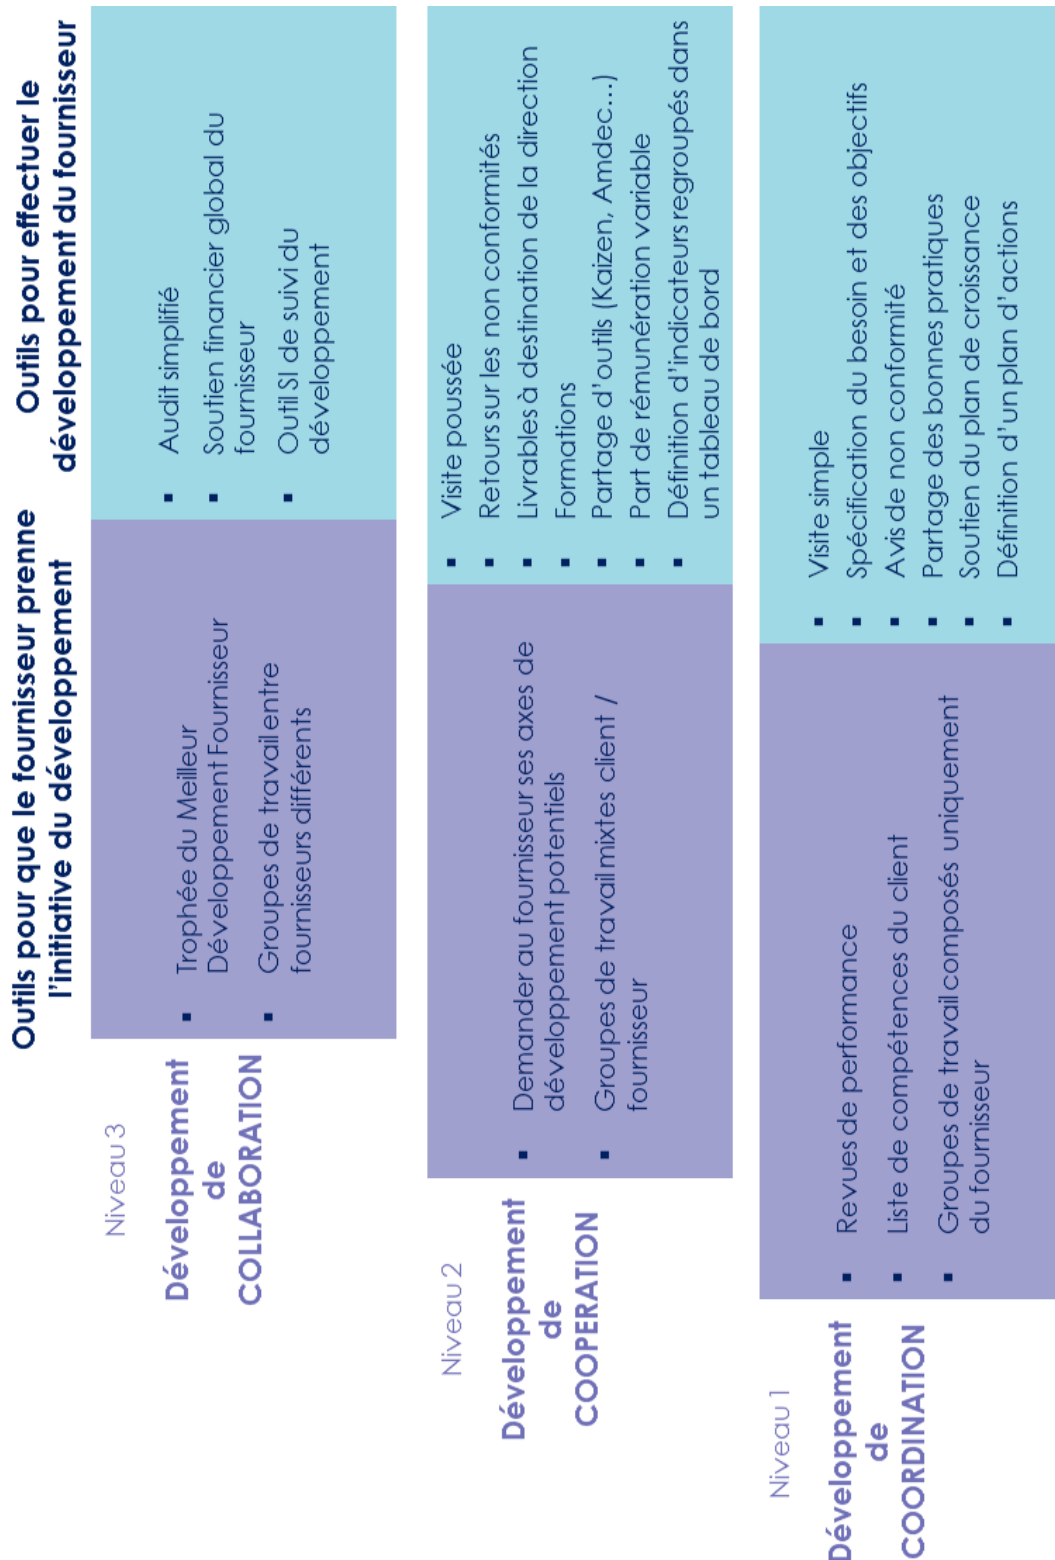 Outils pour que le fournisseur prenne
l'initiative du développement
Outils pour effectuer le
développement du fournisseur
Niveau 3
Développement
de
COLLABORATION
▪ Trophée du Meilleur
Développement Fournisseur
▪ Groupes de travail entre
fournisseurs différents
▪ Audit simplifié
▪ Soutien financier global du
fournisseur
▪ Outil SI de suivi du
développement
Niveau 2
Développement
de
COOPERATION
▪ Demander au fournisseur ses axes de
développement potentiels
▪ Groupes de travail mixtes client /
fournisseur
▪ Visite poussée
▪ Retours sur les non conformités
▪ Livrables à destination de la direction
▪ Formations
▪ Partage d'outils (Kaizen, Amdec...)
▪ Part de rémunération variable
▪ Définition d'indicateurs regroupés dans
un tableau de bord
Niveau 1
Développement
de
COORDINATION
▪ Revues de performance
▪ Liste de compétences du client
▪ Groupes de travail composés uniquement
du fournisseur
▪ Visite simple
▪ Spécification du besoin et des objectifs
▪ Avis de non conformité
▪ Partage des bonnes pratiques
▪ Soutien du plan de croissance
▪ Définition d'un plan d'actions